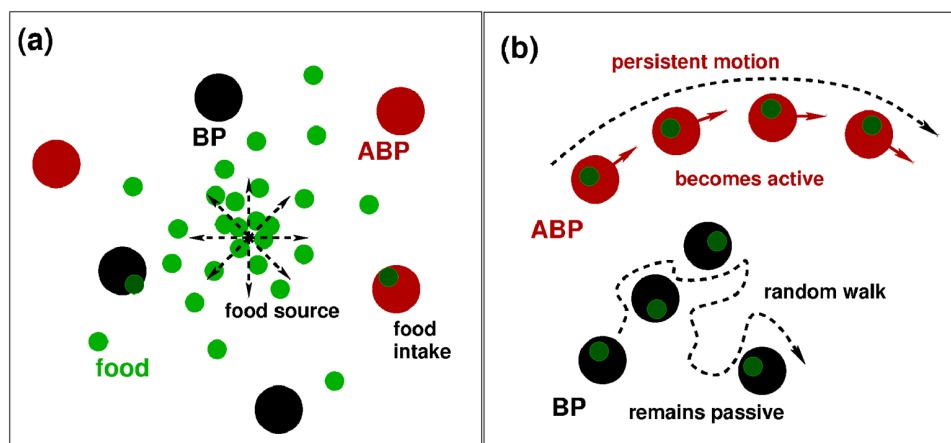 (a)
BP
ABP
food source
food
intake
food
(b)
persistent motion
becomes active
ABP
random walk
BP
remains passive